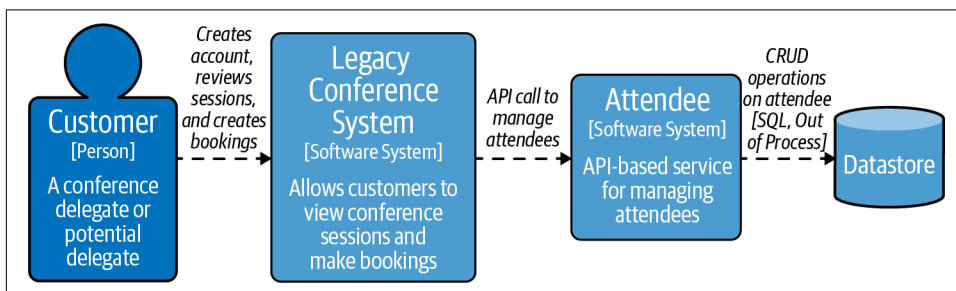 Customer
[Person]
A conference
delegate or
potential
delegate
Creates
account,
reviews
sessions,
and creates
bookings
Legacy
Conference
System
[Software System]
Allows customers to
view conference
sessions and
make bookings
API call to
manage
attendees
Attendee
[Software System]
API-based service
for managing
attendees
CRUD
operations
on attendee
[SQL, Out
of Process]
Datastore